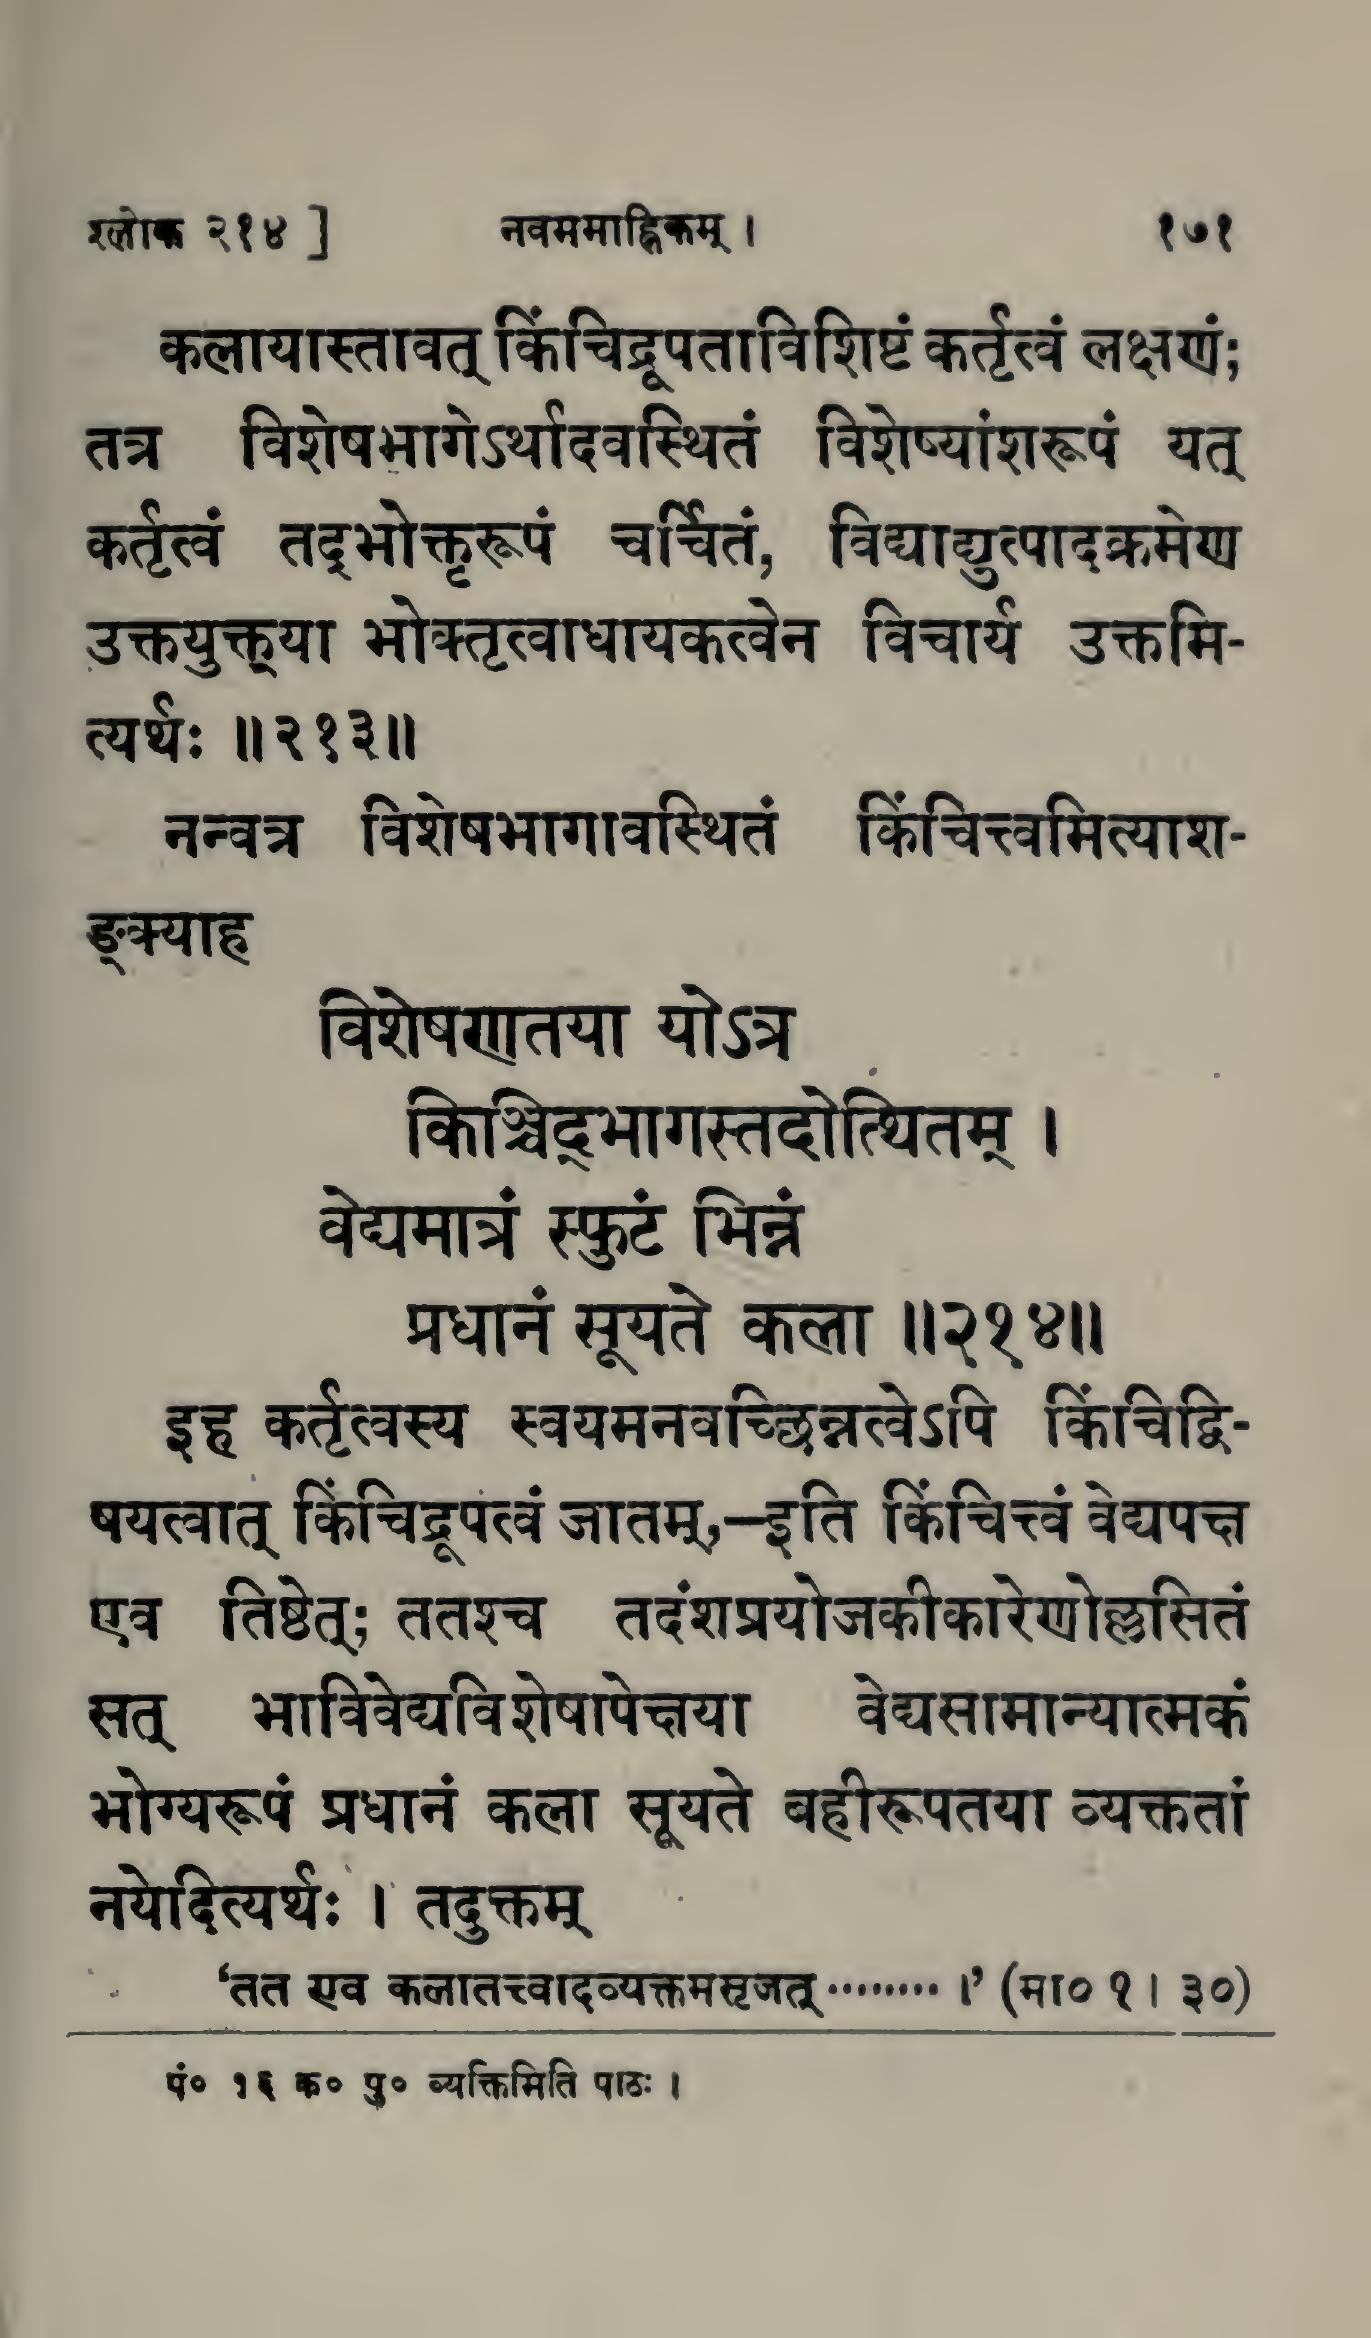 श्लोक २१४ ] नवममाह्निकम् । १७१
कलायास्तावत् किंचिद्रूपताविशिष्टं कर्तृत्वं लक्षणं;
तत्र विशेषभागेऽर्थादवस्थितं विशेष्यांशरूपं यत्
कर्तृत्वं तद्भोक्तृरूपं चर्चितं, विद्याद्युत्पादक्रमेण
उक्तयुक्त्या भोक्तृत्वाधायकत्वेन विचार्य उक्तमि-
त्यर्थः ॥२१३॥
नन्वत्र विशेषभागावस्थितं किंचित्त्वमित्याश-
ङ्क्याह
विशेषणतया योऽत्र
किञ्चिद्भागस्तदोत्थितम् ।
वेद्यमात्रं स्फुटं भिन्नं
प्रधानं सूयते कला ॥२१४॥
इह कर्तृत्वस्य स्वयमनवच्छिन्नत्वेऽपि किंचिद्वि-
षयत्वात् किंचिद्रूपत्वं जातम्,—इति किंचित्त्वं वेद्यपक्ष
एव तिष्ठेत्; ततश्च तदंशप्रयोजकीकारेणोल्लसितं
सत् भाविवेद्यविशेषापेक्षया वेद्यसामान्यात्मकं
भोग्यरूपं प्रधानं कला सूयते बहीरूपतया व्यक्ततां
नयेदित्यर्थः । तदुक्तम्
‘तत एव कलातत्त्वादव्यक्तमसृजत्........ ।’ (मा० १। ३०)
पं० १६ क० पु० व्यक्तिमिति पाठः ।